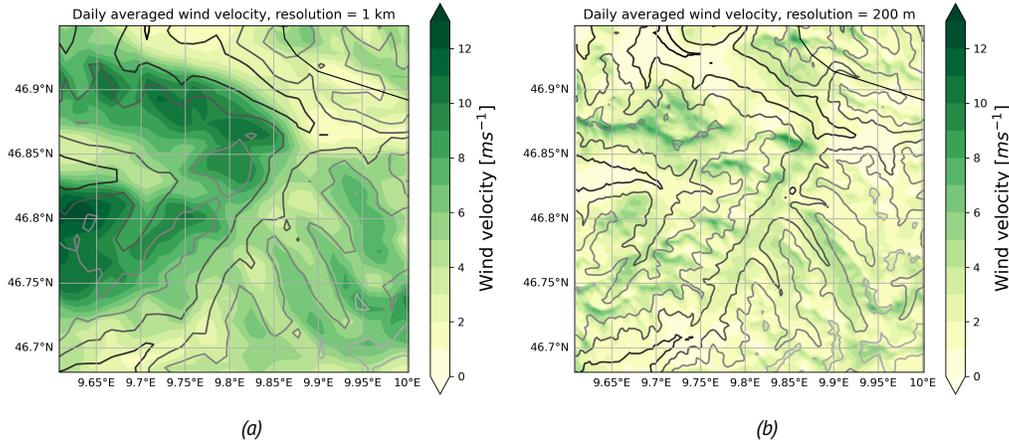 Daily averaged wind velocity, resolution = 1 km
46.9°N
46.85°N
46.8°N
46.75°N
46.7°N
9.65°E 9.7°E 9.75°E 9.8°E 9.85°E 9.9°E 9.95°E 10°E
12
10
8
6
4
2
0
Wind velocity [ms⁻¹]
(a)
Daily averaged wind velocity, resolution = 200 m
46.9°N
46.85°N
46.8°N
46.75°N
46.7°N
9.65°E 9.7°E 9.75°E 9.8°E 9.85°E 9.9°E 9.95°E 10°E
12
10
8
6
4
2
0
Wind velocity [ms⁻¹]
(b)